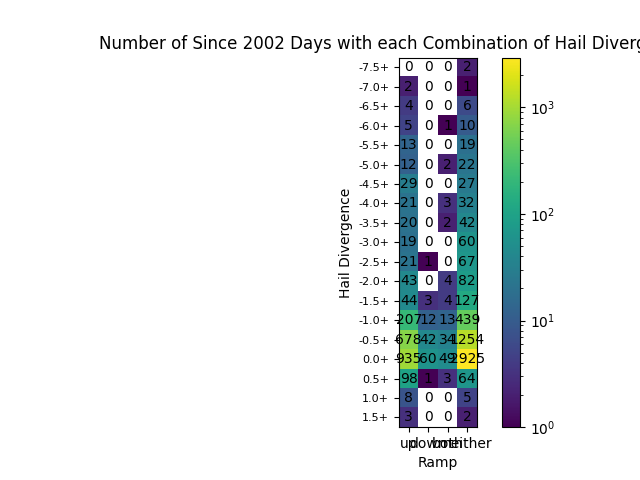 Number of Since 2002 Days with each Combination of Hail Diverg
-7.5+ 0 0 0 2
-7.0+ 2 0 0 1
-6.5+ 4 0 0 6
-6.0+ 5 0 1 10
-5.5+ 13 0 0 19
-5.0+ 12 0 2 22
-4.5+ 29 0 0 27
-4.0+ 21 0 3 32
-3.5+ 20 0 2 42
-3.0+ 19 0 0 60
-2.5+ 21 1 0 67
-2.0+ 43 0 4 82
-1.5+ 44 3 4 127
-1.0+ 207 12 13 439
-0.5+ 678 42 34 1254
0.0+ 935 60 49 2925
0.5+ 98 1 3 64
1.0+ 8 0 0 5
1.5+ 3 0 0 2
Hail Divergence
up down both neither
Ramp
10³
10²
10¹
10⁰